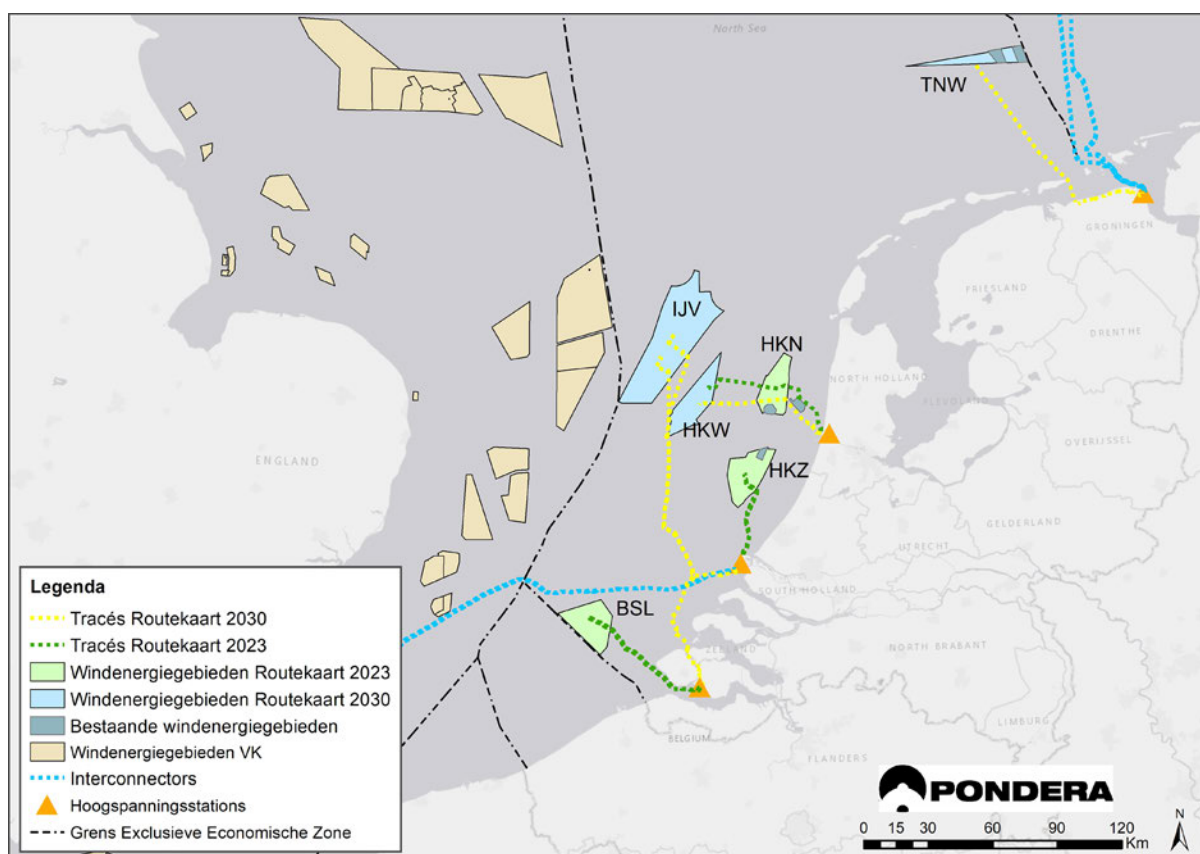 North Sea
TNW
GRONINGEN
FRIESLAND
DRENTHE
IJV
HKN
NORTH HOLLAND
FLEVOLAND
HKW
OVERIJSSEL
ENGLAND
HKZ
GELDERLAND
UTRECHT
SOUTH HOLLAND
BSL
ZEELAND
NORTH BRABANT
LIMBURG
BELGIUM
FLANDERS
Legenda
Tracés Routekaart 2030
Tracés Routekaart 2023
Windenergiegebieden Routekaart 2023
Windenergiegebieden Routekaart 2030
Bestaande windenergiegebieden
Windenergiegebieden VK
Interconnectors
Hoogspanningsstations
Grens Exclusieve Economische Zone
PONDERA
0 15 30 60 90 120
Km
N